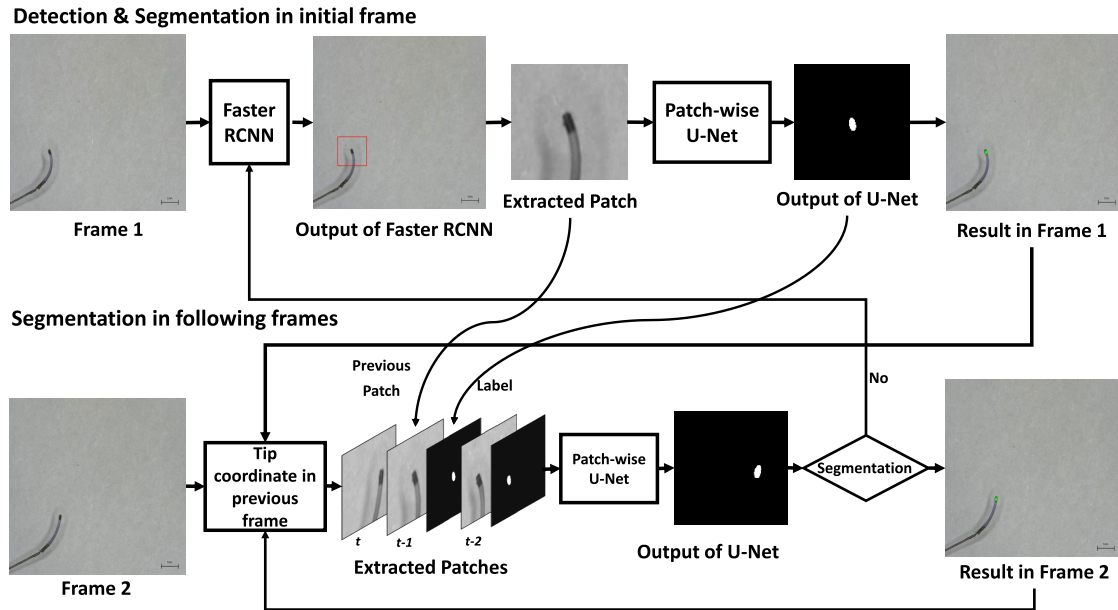 Detection & Segmentation in initial frame
Faster
RCNN
Patch-wise
U-Net
Frame 1
Output of Faster RCNN
Extracted Patch
Output of U-Net
Result in Frame 1
Segmentation in following frames
Previous
Patch
Label
No
Tip
coordinate in
previous
frame
Patch-wise
U-Net
Segmentation
t
t-1
t-2
Frame 2
Extracted Patches
Output of U-Net
Result in Frame 2